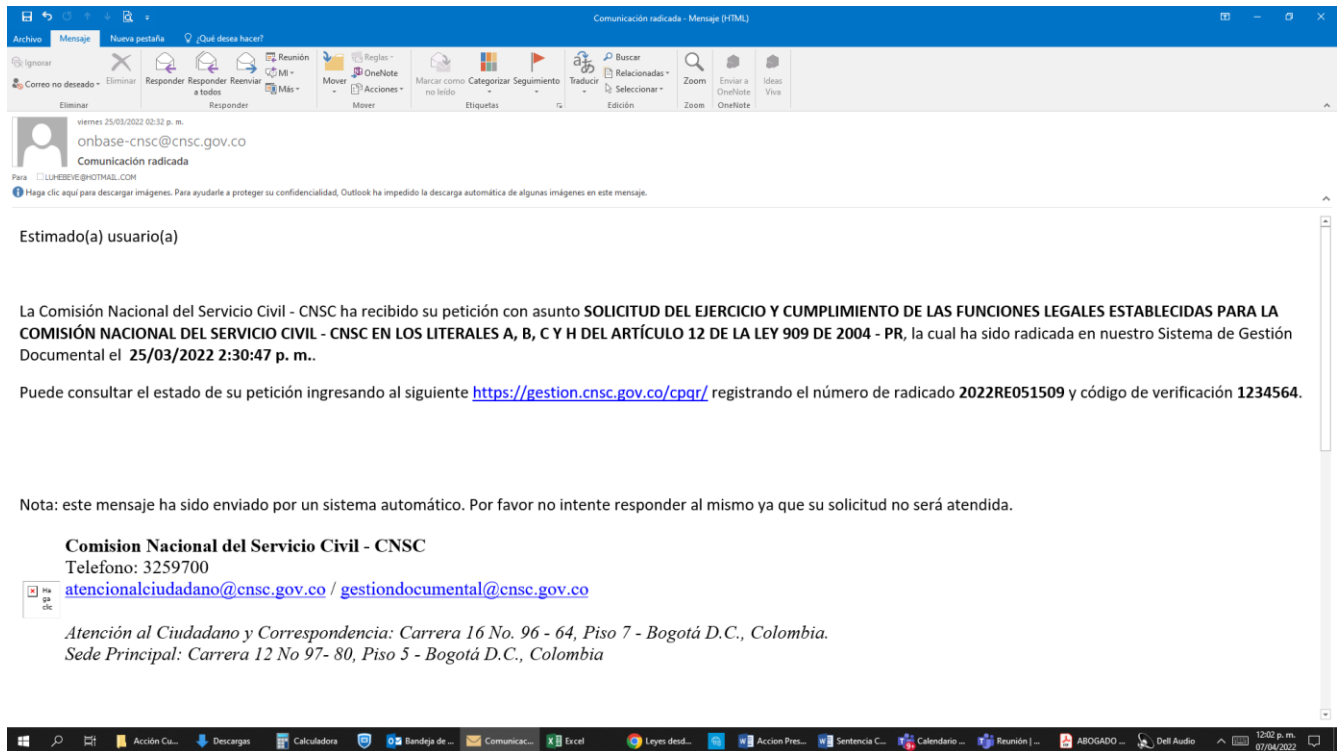 Comunicación radicada - Mensaje (HTML)
Archivo Mensaje Nueva pestaña ¿Qué desea hacer?
Ignorar
Correo no deseado
Eliminar
Responder Responder a todos Reenviar
Reunión
MI
Más
Mover
Reglas
OneNote
Acciones
Marcar como no leído
Categorizar Seguimiento
Traducir
Buscar
Relacionadas
Seleccionar
Zoom
Enviar a OneNote
Ideas Viva
Eliminar Responder Mover Etiquetas Edición Zoom OneNote
viernes 25/03/2022 02:32 p. m.
onbase-cnsc@cnsc.gov.co
Comunicación radicada
Para LUHEBEVE@HOTMAIL.COM
Haga clic aquí para descargar imágenes. Para ayudarle a proteger su confidencialidad, Outlook ha impedido la descarga automática de algunas imágenes en este mensaje.
Estimado(a) usuario(a)
La Comisión Nacional del Servicio Civil - CNSC ha recibido su petición con asunto SOLICITUD DEL EJERCICIO Y CUMPLIMIENTO DE LAS FUNCIONES LEGALES ESTABLECIDAS PARA LA
COMISIÓN NACIONAL DEL SERVICIO CIVIL - CNSC EN LOS LITERALES A, B, C Y H DEL ARTÍCULO 12 DE LA LEY 909 DE 2004 - PR, la cual ha sido radicada en nuestro Sistema de Gestión
Documental el 25/03/2022 2:30:47 p. m..
Puede consultar el estado de su petición ingresando al siguiente https://gestion.cnsc.gov.co/cpqr/ registrando el número de radicado 2022RE051509 y código de verificación 1234564.
Nota: este mensaje ha sido enviado por un sistema automático. Por favor no intente responder al mismo ya que su solicitud no será atendida.
Comision Nacional del Servicio Civil - CNSC
Telefono: 3259700
Ha ga clic
atencionalciudadano@cnsc.gov.co / gestiondocumental@cnsc.gov.co
Atención al Ciudadano y Correspondencia: Carrera 16 No. 96 - 64, Piso 7 - Bogotá D.C., Colombia.
Sede Principal: Carrera 12 No 97- 80, Piso 5 - Bogotá D.C., Colombia
Acción Cu... Descargas Calculadora Bandeja de ... Comunicac... Excel Leyes desd... Accion Pres... Sentencia C... Calendario ... Reunión | ... ABOGADO ... Dell Audio 12:02 p. m.
07/04/2022